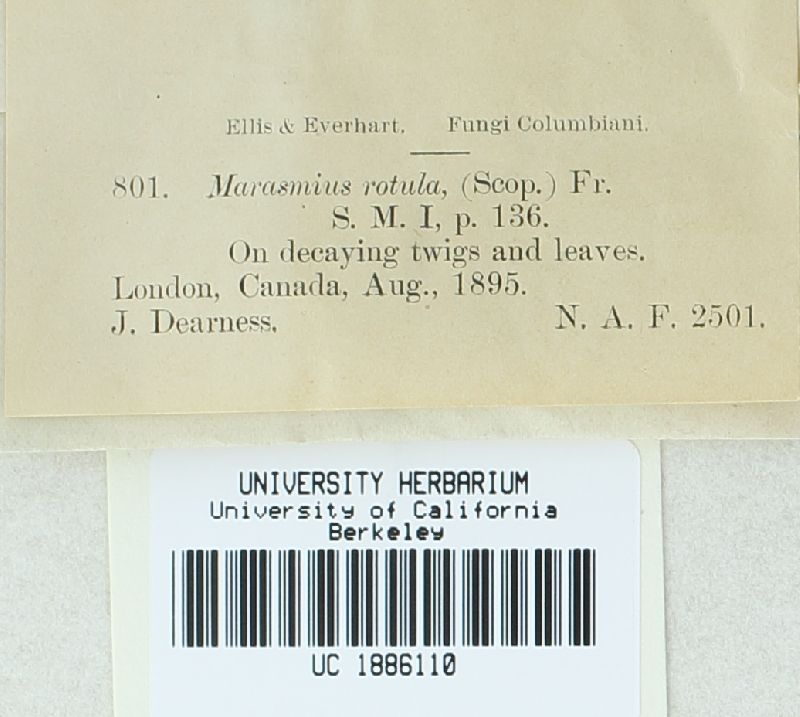 Ellis & Everhart. Fungi Columbiani.
801. Marasmius rotula, (Scop.) Fr.
S. M. I, p. 136.
On decaying twigs and leaves.
London, Canada, Aug., 1895.
J. Dearness. N. A. F. 2501.
UNIVERSITY HERBARIUM
University of California
Berkeley
UC 1886110